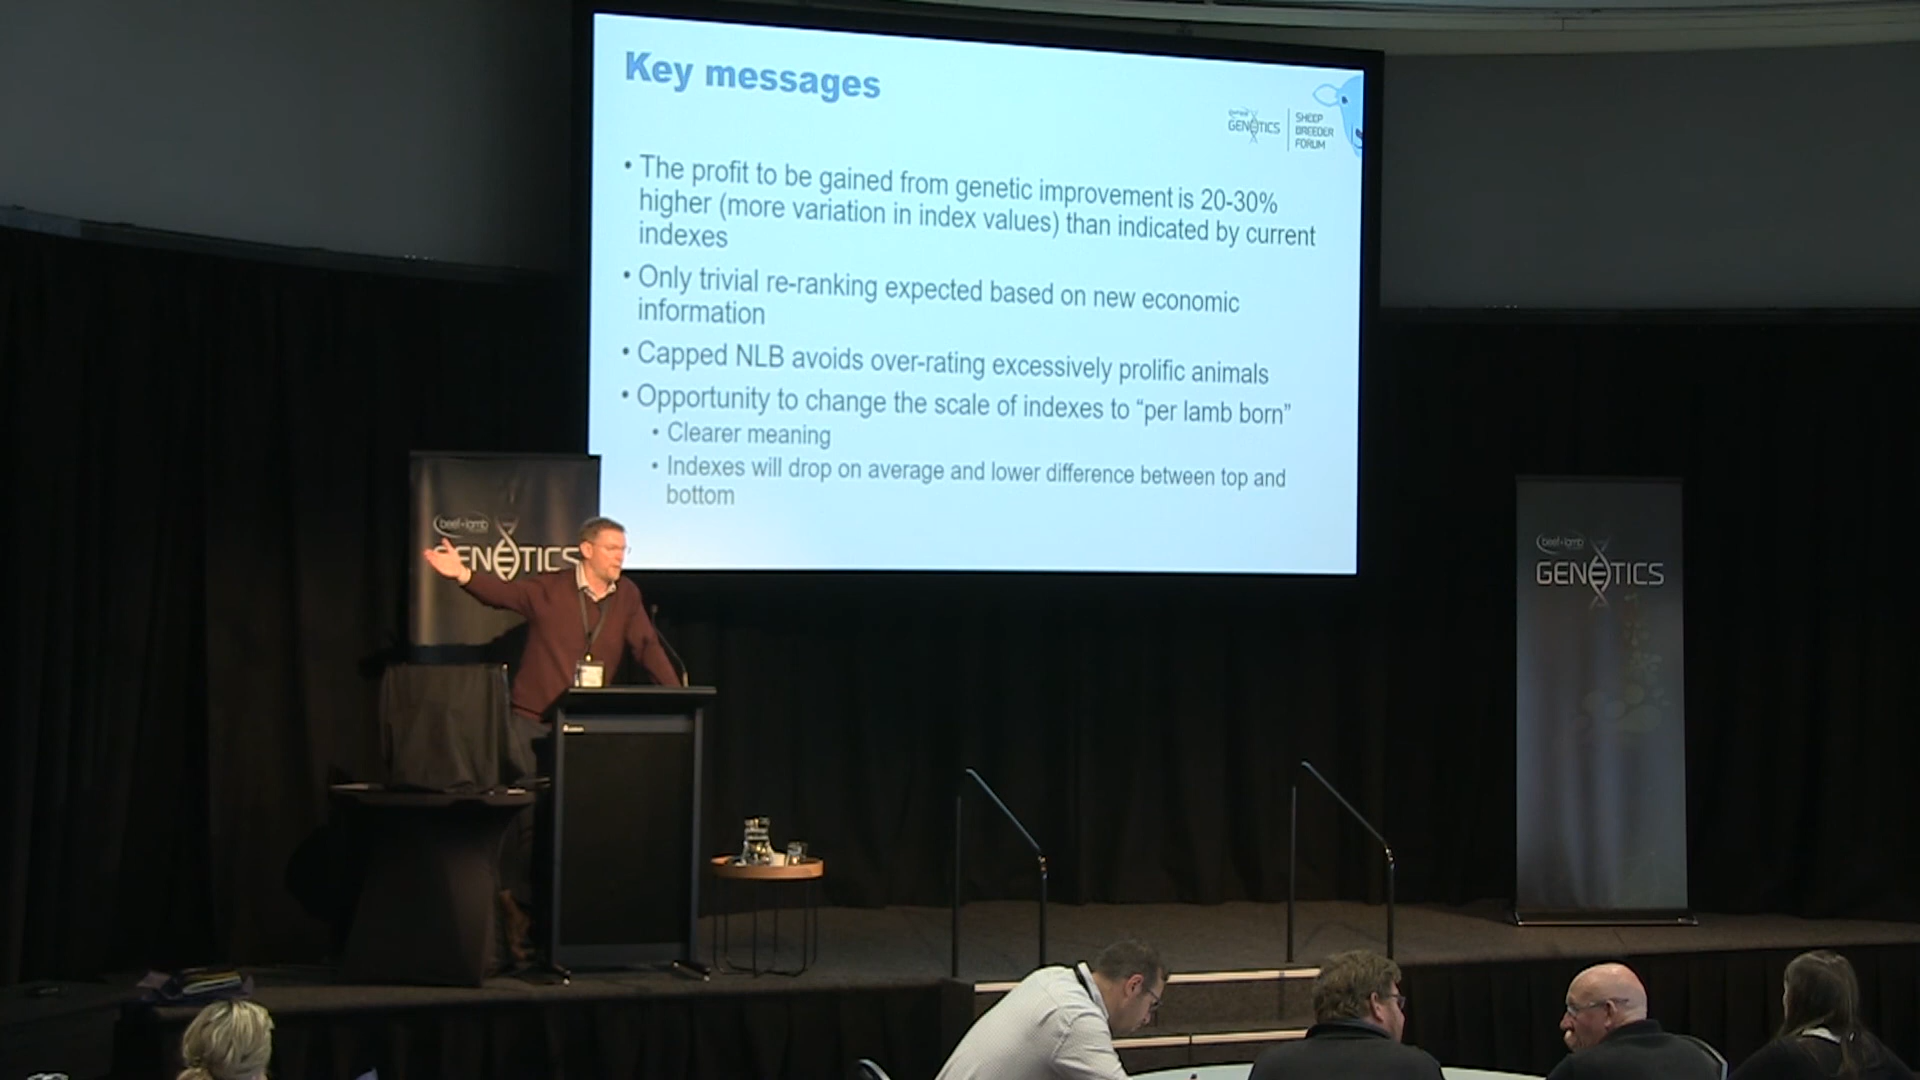 Key messages
GENETICS
SHEEP
BREEDER
FORUM
• The profit to be gained from genetic improvement is 20-30%
higher (more variation in index values) than indicated by current
indexes
• Only trivial re-ranking expected based on new economic
information
• Capped NLB avoids over-rating excessively prolific animals
• Opportunity to change the scale of indexes to “per lamb born”
• Clearer meaning
• Indexes will drop on average and lower difference between top and
bottom
beef+lamb
GENETICS
beef+lamb
GENETICS